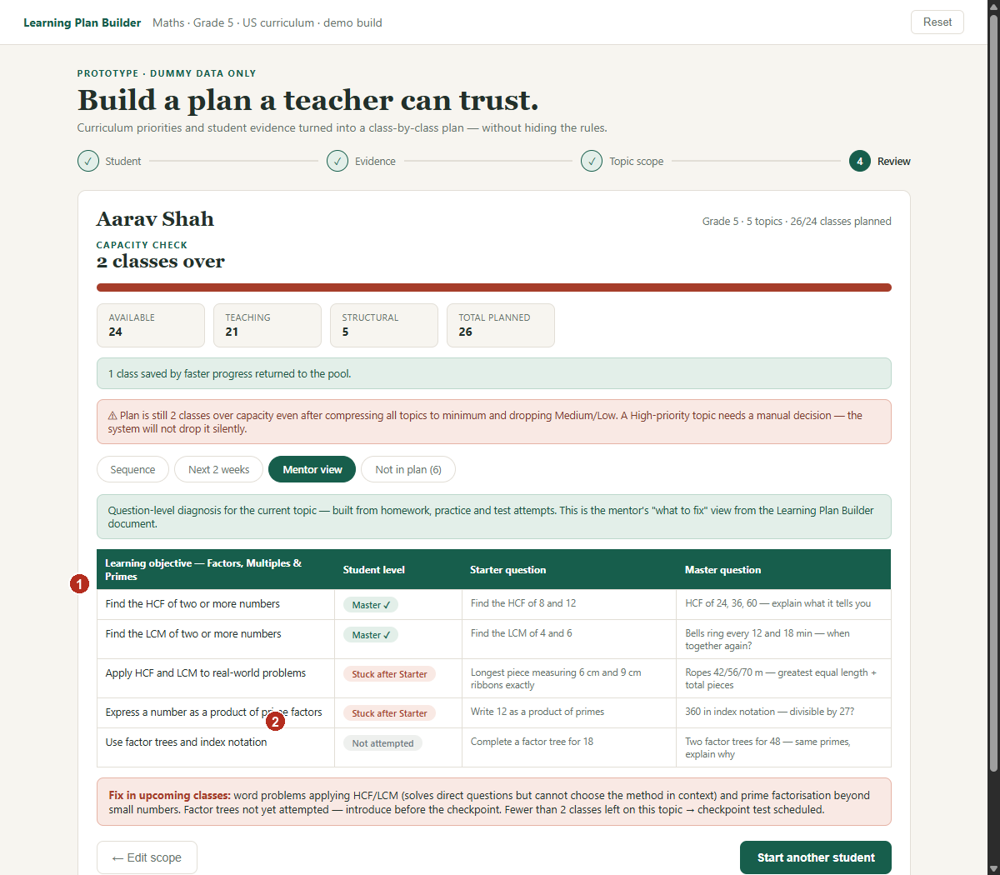 Learning Plan Builder Maths · Grade 5 · US curriculum · demo build Reset
PROTOTYPE · DUMMY DATA ONLY
Build a plan a teacher can trust.
Curriculum priorities and student evidence turned into a class-by-class plan — without hiding the rules.
✓ Student ✓ Evidence ✓ Topic scope 4 Review
Aarav Shah
Grade 5 · 5 topics · 26/24 classes planned
CAPACITY CHECK
2 classes over
AVAILABLE
24
TEACHING
21
STRUCTURAL
5
TOTAL PLANNED
26
1 class saved by faster progress returned to the pool.
⚠ Plan is still 2 classes over capacity even after compressing all topics to minimum and dropping Medium/Low. A High-priority topic needs a manual decision — the
system will not drop it silently.
Sequence Next 2 weeks Mentor view Not in plan (6)
Question-level diagnosis for the current topic — built from homework, practice and test attempts. This is the mentor's "what to fix" view from the Learning Plan Builder
document.
Learning objective — Factors, Multiples &
Primes
Student level
Starter question
Master question
1
Find the HCF of two or more numbers
Master ✓
Find the HCF of 8 and 12
HCF of 24, 36, 60 — explain what it tells you
Find the LCM of two or more numbers
Master ✓
Find the LCM of 4 and 6
Bells ring every 12 and 18 min — when
together again?
Apply HCF and LCM to real-world problems
Stuck after Starter
Longest piece measuring 6 cm and 9 cm
ribbons exactly
Ropes 42/56/70 m — greatest equal length +
total pieces
Express a number as a product of prime factors
2
Stuck after Starter
Write 12 as a product of primes
360 in index notation — divisible by 27?
Use factor trees and index notation
Not attempted
Complete a factor tree for 18
Two factor trees for 48 — same primes,
explain why
Fix in upcoming classes: word problems applying HCF/LCM (solves direct questions but cannot choose the method in context) and prime factorisation beyond
small numbers. Factor trees not yet attempted — introduce before the checkpoint. Fewer than 2 classes left on this topic → checkpoint test scheduled.
← Edit scope
Start another student